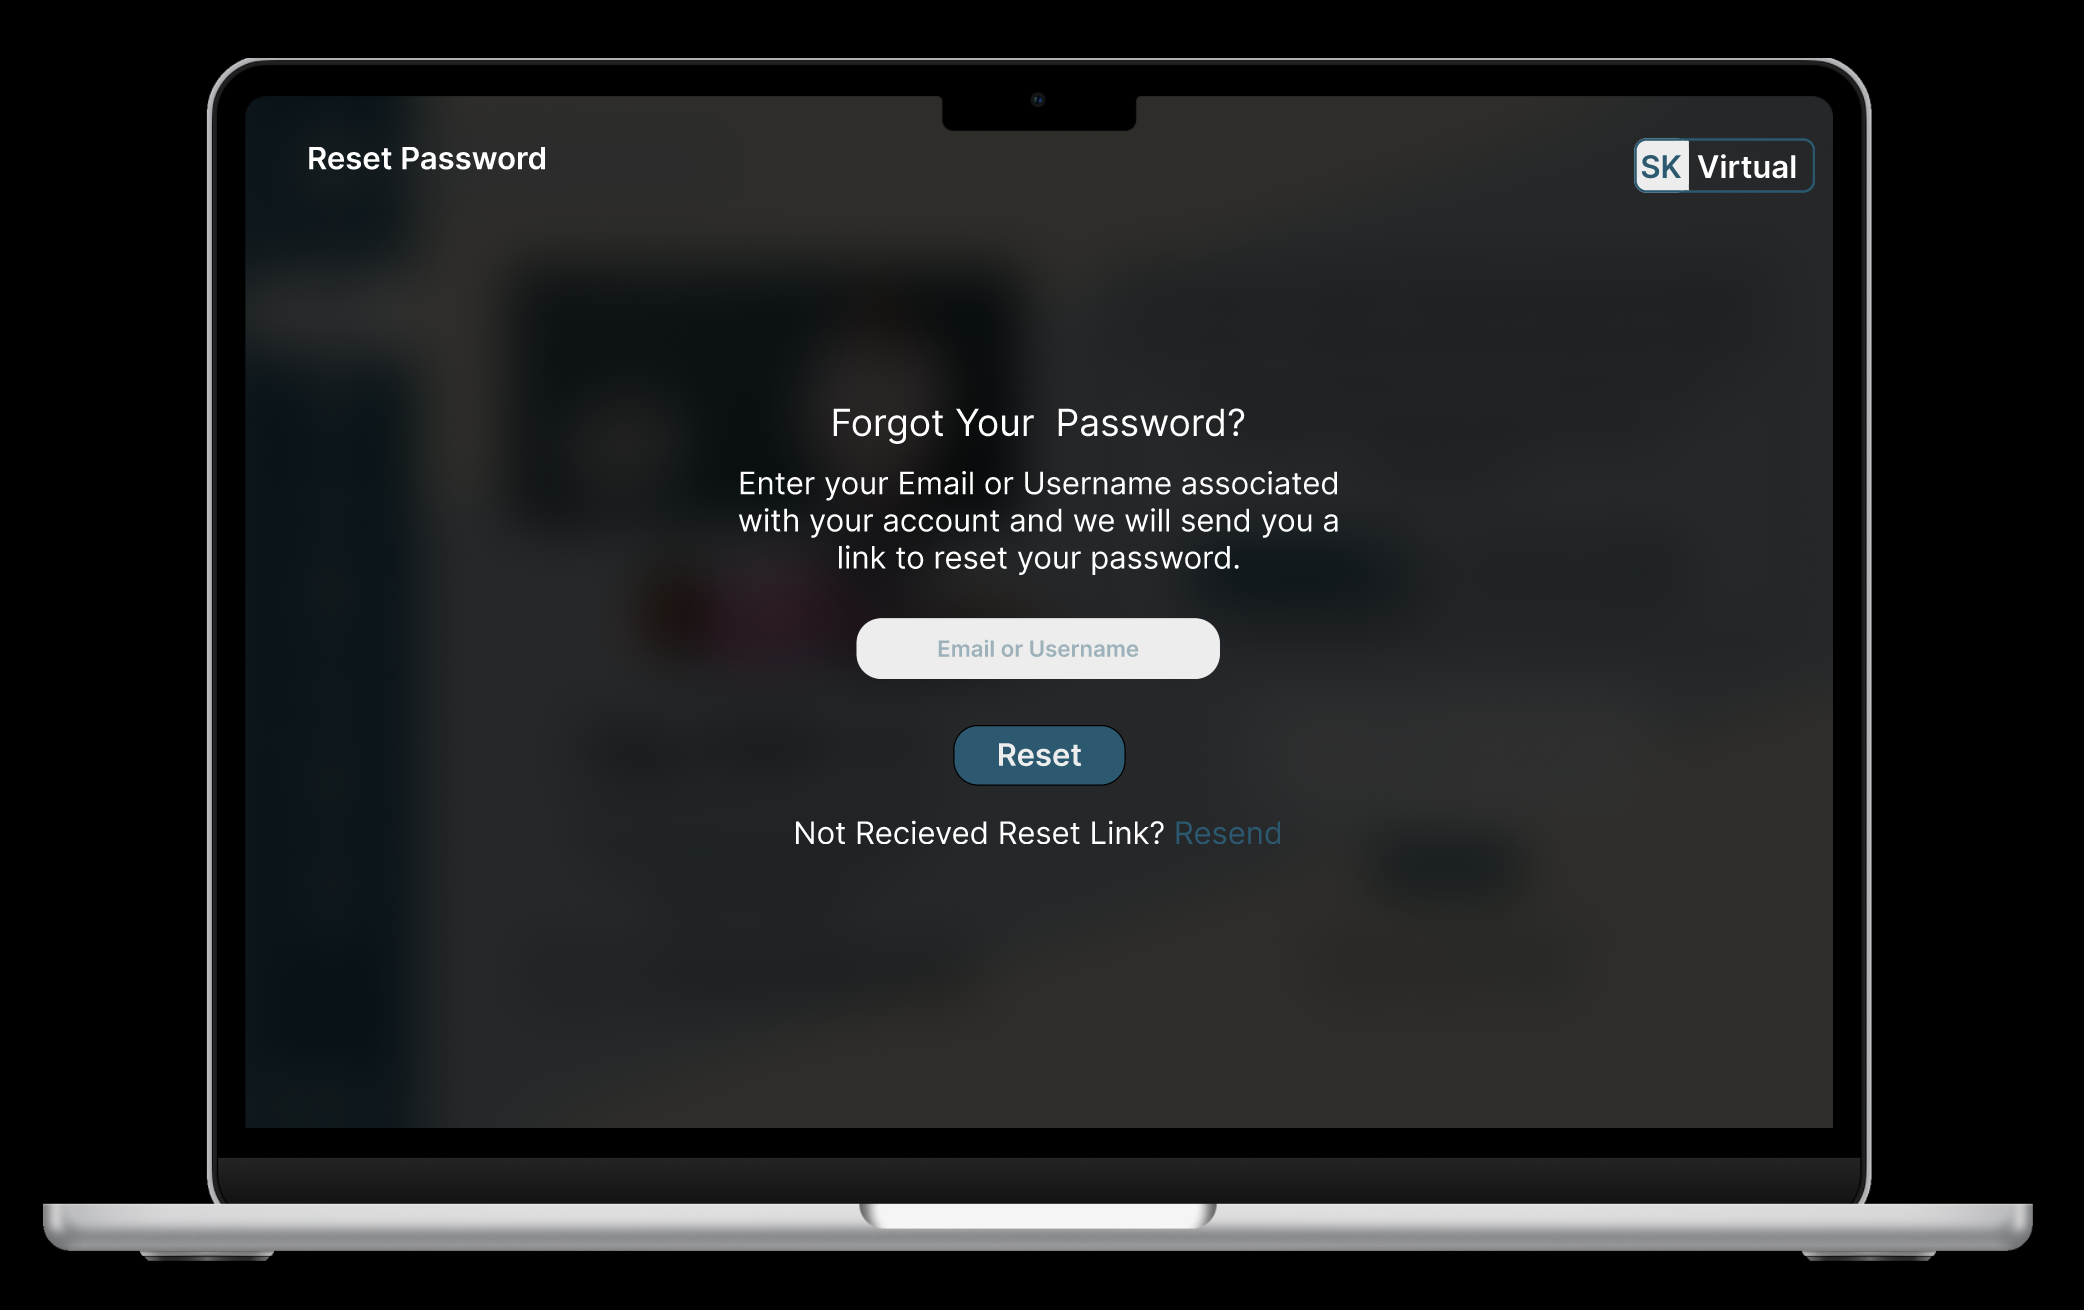 Reset Password
SK Virtual
Forgot Your  Password?
Enter your Email or Username associated
with your account and we will send you a
link to reset your password.
Email or Username
Reset
Not Recieved Reset Link? Resend